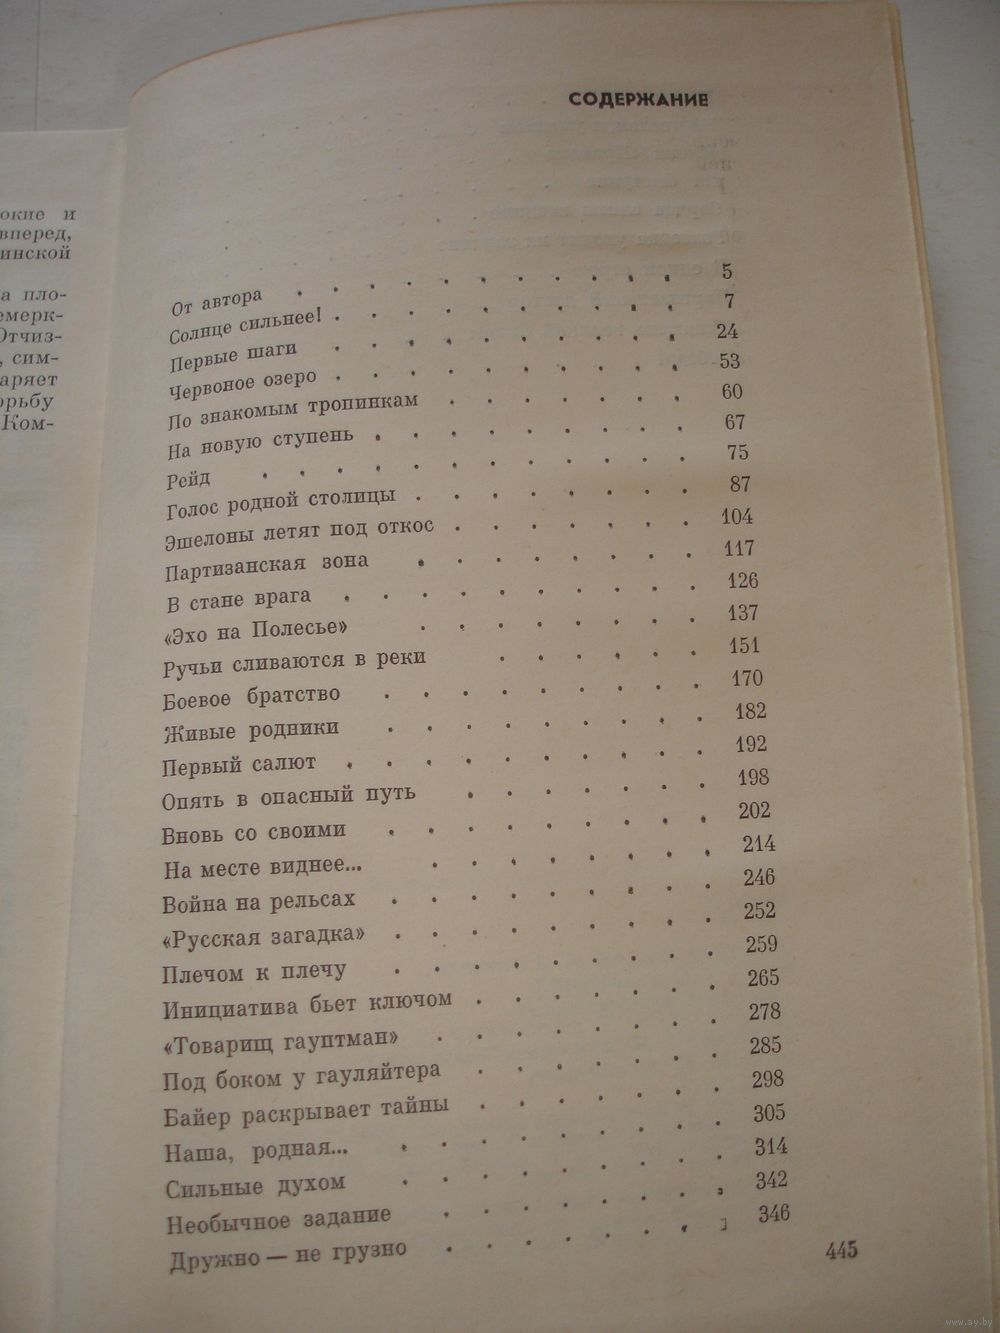 окие и
вперед,
инской
а пло-
емерк-
Отчиз-
, сим-
аряет
орьбу
Ком-
СОДЕРЖАНИЕ
От автора . . . . . . . . . . 5
Солнце сильнее! . . . . . . . . . . 7
Первые шаги . . . . . . . . . . 24
Червоное озеро . . . . . . . . . . 53
По знакомым тропинкам . . . . . . . 60
На новую ступень . . . . . . . . . 67
Рейд . . . . . . . . . . . . 75
Голос родной столицы . . . . . . . . 87
Эшелоны летят под откос . . . . . . . 104
Партизанская зона . . . . . . . . 117
В стане врага . . . . . . . . . . 126
«Эхо на Полесье» . . . . . . . . 137
Ручьи сливаются в реки . . . . . . 151
Боевое братство . . . . . . . . . 170
Живые родники . . . . . . . . . 182
Первый салют . . . . . . . . . . 192
Опять в опасный путь . . . . . . . 198
Вновь со своими . . . . . . . . . 202
На месте виднее... . . . . . . . . 214
Война на рельсах . . . . . . . . . 246
«Русская загадка» . . . . . . . . . 252
Плечом к плечу . . . . . . . . . 259
Инициатива бьет ключом . . . . . . . 265
«Товарищ гауптман» . . . . . . . . 278
Под боком у гауляйтера . . . . . . . 285
Байер раскрывает тайны . . . . . . . 298
Наша, родная... . . . . . . . . . 305
Сильные духом . . . . . . . . . 314
Необычное задание . . . . . . . . 342
Дружно — не грузно . . . . . . . . 346
445
www.ay.by